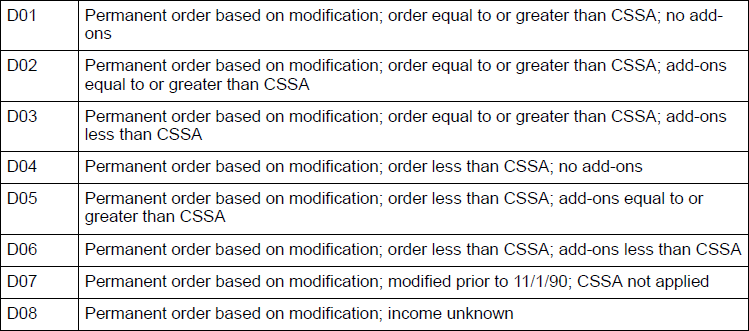 D01 Permanent order based on modification; order equal to or greater than CSSA; no add-
ons
D02 Permanent order based on modification; order equal to or greater than CSSA; add-ons
equal to or greater than CSSA
D03 Permanent order based on modification; order equal to or greater than CSSA; add-ons
less than CSSA
D04 Permanent order based on modification; order less than CSSA; no add-ons
D05 Permanent order based on modification; order less than CSSA; add-ons equal to or
greater than CSSA
D06 Permanent order based on modification; order less than CSSA; add-ons less than CSSA
D07 Permanent order based on modification; modified prior to 11/1/90; CSSA not applied
D08 Permanent order based on modification; income unknown